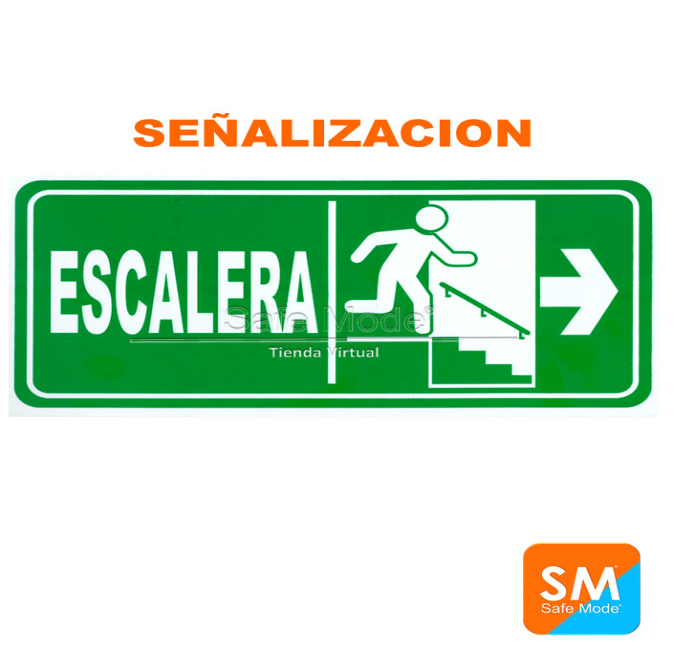 SEÑALIZACION
ESCALERA
Safe Mode
Tienda Virtual
SM
Safe Mode